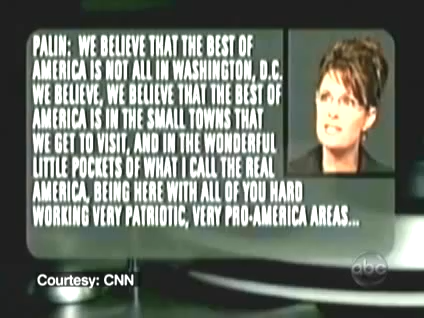 PALIN: WE BELIEVE THAT THE BEST OF
AMERICA IS NOT ALL IN WASHINGTON, D.C.
WE BELIEVE, WE BELIEVE THAT THE BEST OF
AMERICA IS IN THE SMALL TOWNS THAT
WE GET TO VISIT, AND IN THE WONDERFUL
LITTLE POCKETS OF WHAT I CALL THE REAL
AMERICA, BEING HERE WITH ALL OF YOU HARD
WORKING VERY PATRIOTIC, VERY PRO-AMERICA AREAS...
abc
Courtesy: CNN